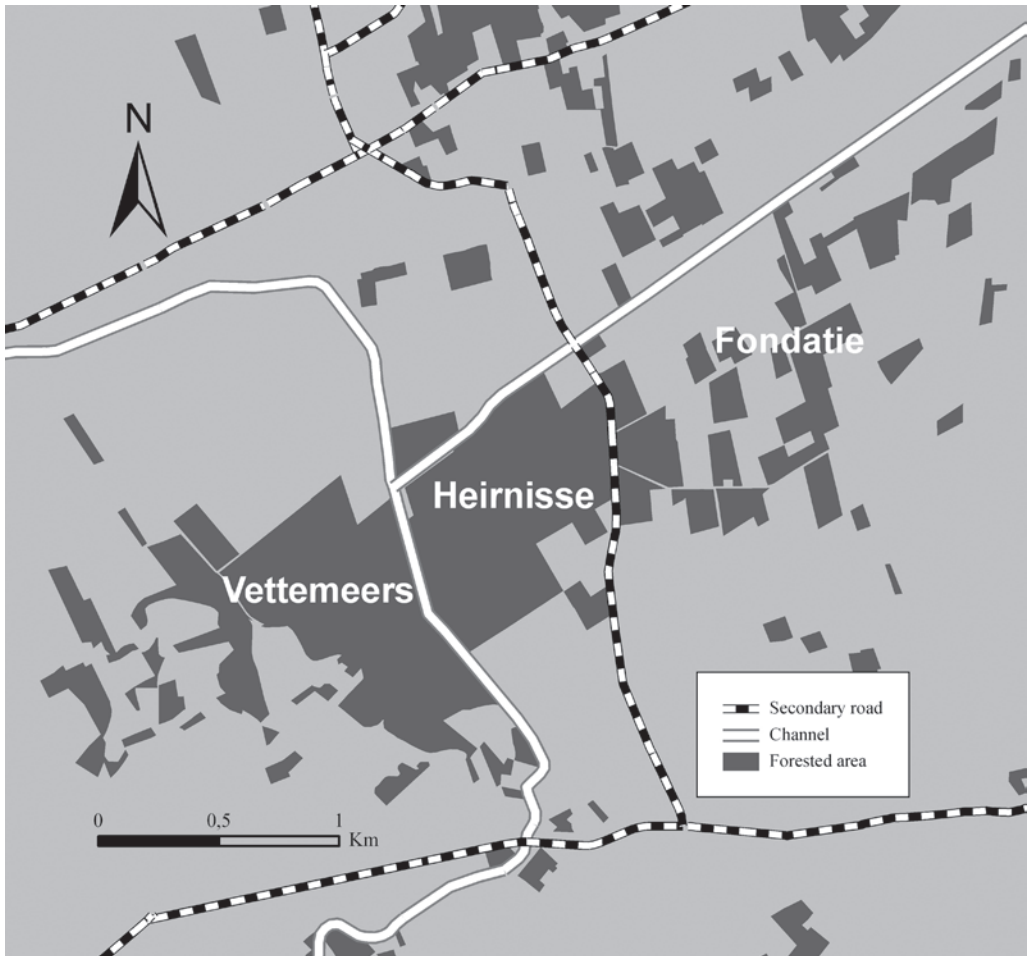 N
Fondatie
Heirnisse
Vettemeers
Secondary road
Channel
Forested area
0 0,5 1
Km